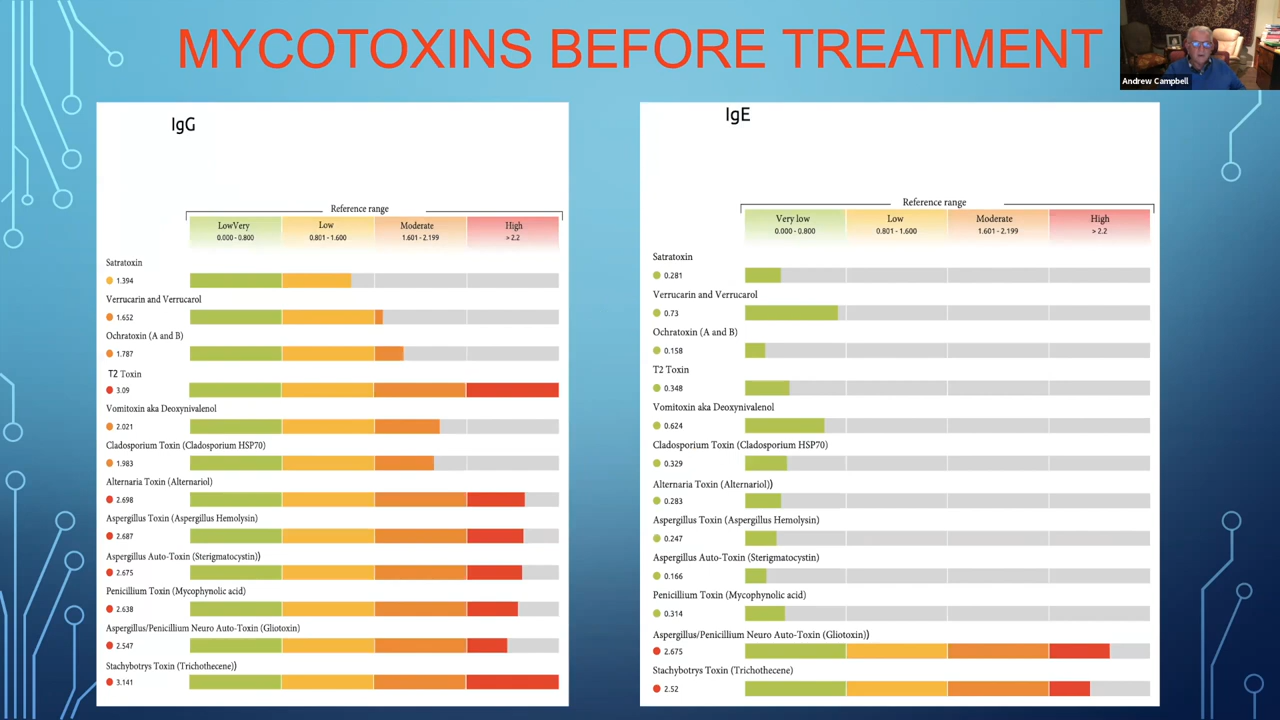 MYCOTOXINS BEFORE TREATMENT
Andrew Campbell
IgG
Reference range
LowVery Low Moderate High
0.000 - 0.800 0.801 - 1.600 1.601 - 2.199 > 2.2
Satratoxin
1.394
Verrucarin and Verrucarol
1.652
Ochratoxin (A and B)
1.787
T2 Toxin
3.09
Vomitoxin aka Deoxynivalenol
2.021
Cladosporium Toxin (Cladosporium HSP70)
1.983
Alternaria Toxin (Alternariol)
2.698
Aspergillus Toxin (Aspergillus Hemolysin)
2.687
Aspergillus Auto-Toxin (Sterigmatocystin))
2.675
Penicillium Toxin (Mycophynolic acid)
2.638
Aspergillus/Penicillium Neuro Auto-Toxin (Gliotoxin)
2.547
Stachybotrys Toxin (Trichothecene))
3.141
IgE
Reference range
Very low Low Moderate High
0.000 - 0.800 0.801 - 1.600 1.601 - 2.199 > 2.2
Satratoxin
0.281
Verrucarin and Verrucarol
0.73
Ochratoxin (A and B)
0.158
T2 Toxin
0.348
Vomitoxin aka Deoxynivalenol
0.624
Cladosporium Toxin (Cladosporium HSP70)
0.329
Alternaria Toxin (Alternariol))
0.283
Aspergillus Toxin (Aspergillus Hemolysin)
0.247
Aspergillus Auto-Toxin (Sterigmatocystin)
0.166
Penicillium Toxin (Mycophynolic acid)
0.314
Aspergillus/Penicillium Neuro Auto-Toxin (Gliotoxin))
2.675
Stachybotrys Toxin (Trichothecene)
2.52